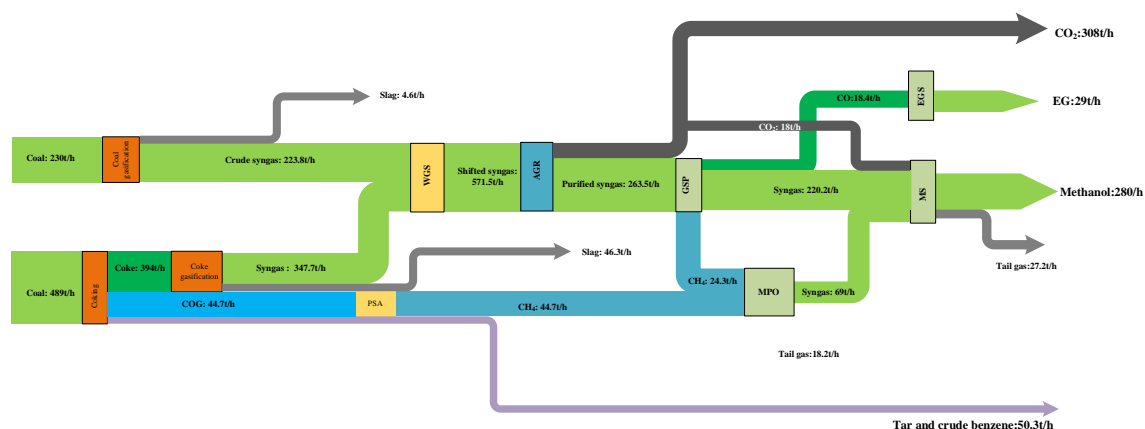 CO₂:308t/h
Slag: 4.6t/h
EGS
CO:18.4t/h
EG:29t/h
CO₂: 18t/h
Coal: 230t/h
Coal
gasification
Crude syngas: 223.8t/h
WGS
Shifted syngas:
571.5t/h
AGR
Purified syngas: 263.5t/h
GSP
Syngas: 220.2t/h
MS
Methanol:280/h
Slag: 46.3t/h
Tail gas:27.2t/h
Coal: 489t/h
Coking
Coke: 394t/h
Coke
gasification
Syngas : 347.7t/h
CH₄: 24.3t/h
MPO
Syngas: 69t/h
COG: 44.7t/h
PSA
CH₄: 44.7t/h
Tail gas:18.2t/h
Tar and crude benzene:50.3t/h